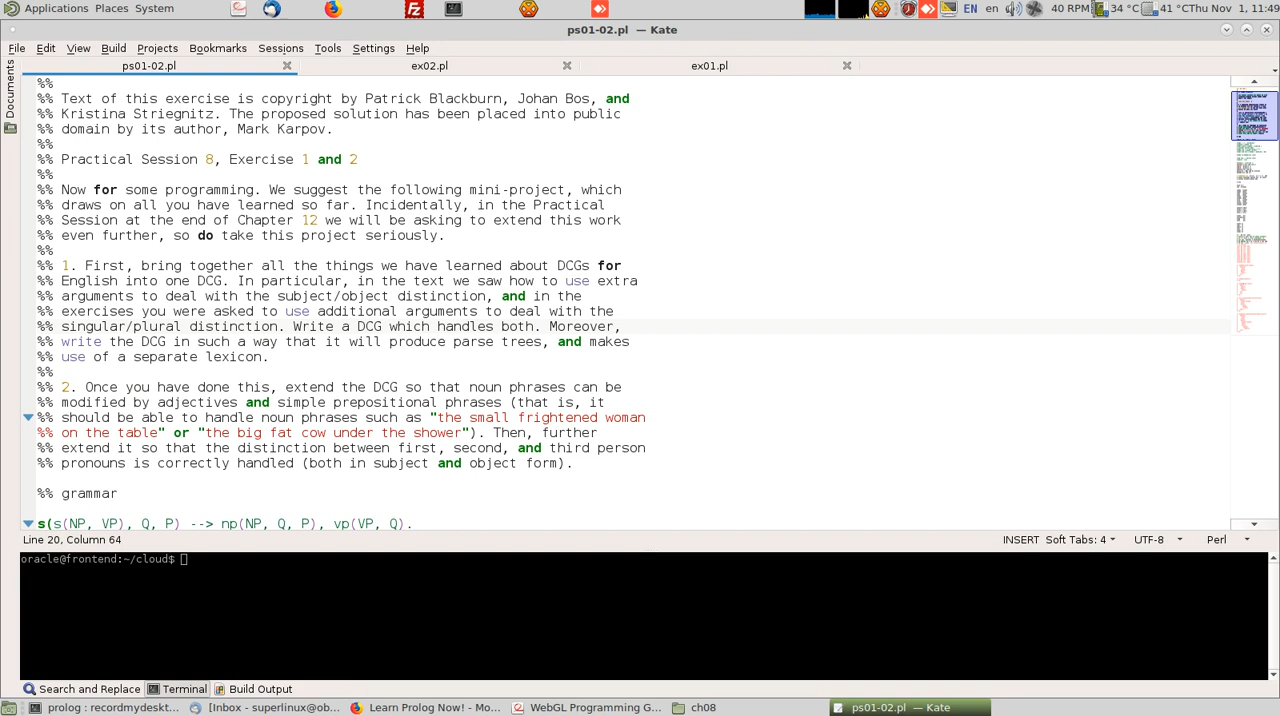 Applications Places System EN en 40 RPM 34 °C 41 °C Thu Nov 1, 11:49
ps01-02.pl — Kate
File Edit View Build Projects Bookmarks Sessions Tools Settings Help
ps01-02.pl ex02.pl ex01.pl
Documents
%%
%% Text of this exercise is copyright by Patrick Blackburn, Johan Bos, and
%% Kristina Striegnitz. The proposed solution has been placed into public
%% domain by its author, Mark Karpov.
%%
%% Practical Session 8, Exercise 1 and 2
%%
%% Now for some programming. We suggest the following mini-project, which
%% draws on all you have learned so far. Incidentally, in the Practical
%% Session at the end of Chapter 12 we will be asking to extend this work
%% even further, so do take this project seriously.
%%
%% 1. First, bring together all the things we have learned about DCGs for
%% English into one DCG. In particular, in the text we saw how to use extra
%% arguments to deal with the subject/object distinction, and in the
%% exercises you were asked to use additional arguments to deal with the
%% singular/plural distinction. Write a DCG which handles both. Moreover,
%% write the DCG in such a way that it will produce parse trees, and makes
%% use of a separate lexicon.
%%
%% 2. Once you have done this, extend the DCG so that noun phrases can be
%% modified by adjectives and simple prepositional phrases (that is, it
%% should be able to handle noun phrases such as "the small frightened woman
%% on the table" or "the big fat cow under the shower"). Then, further
%% extend it so that the distinction between first, second, and third person
%% pronouns is correctly handled (both in subject and object form).
%% grammar
s(s(NP, VP), Q, P) --> np(NP, Q, P), vp(VP, Q).
Line 20, Column 64 INSERT Soft Tabs: 4 UTF-8 Perl
oracle@frontend:~/cloud$
Search and Replace Terminal Build Output
prolog : recordmydeskt... [Inbox - superlinux@ob... Learn Prolog Now! - Mo... WebGL Programming G... ch08 ps01-02.pl — Kate